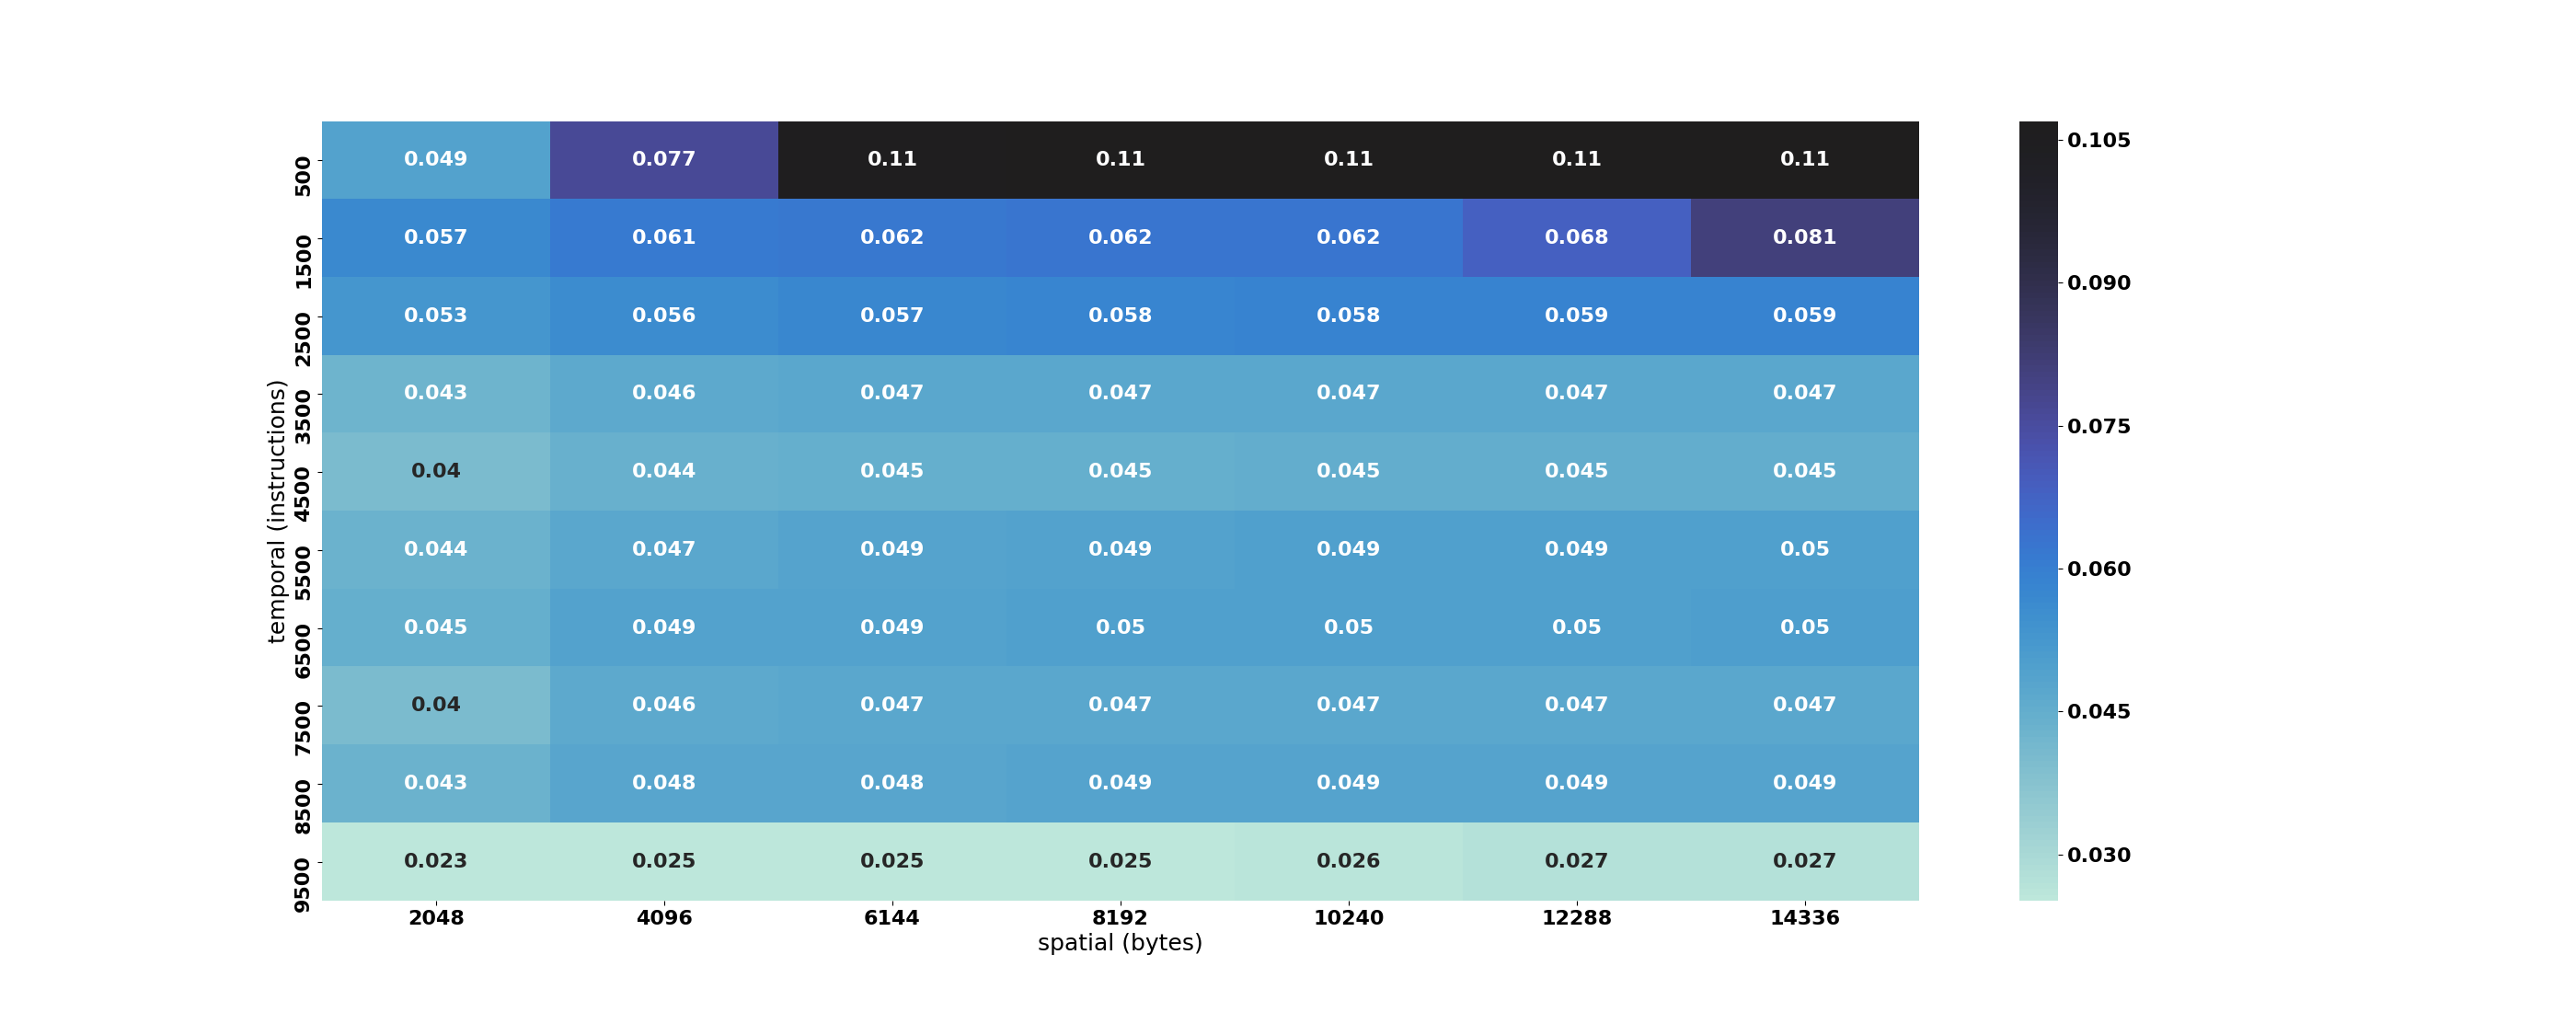 500 0.049 0.077 0.11 0.11 0.11 0.11 0.11
1500 0.057 0.061 0.062 0.062 0.062 0.068 0.081
2500 0.053 0.056 0.057 0.058 0.058 0.059 0.059
3500 0.043 0.046 0.047 0.047 0.047 0.047 0.047
4500 0.04 0.044 0.045 0.045 0.045 0.045 0.045
5500 0.044 0.047 0.049 0.049 0.049 0.049 0.05
6500 0.045 0.049 0.049 0.05 0.05 0.05 0.05
7500 0.04 0.046 0.047 0.047 0.047 0.047 0.047
8500 0.043 0.048 0.048 0.049 0.049 0.049 0.049
9500 0.023 0.025 0.025 0.025 0.026 0.027 0.027
2048 4096 6144 8192 10240 12288 14336
spatial (bytes)
temporal (instructions)
0.105
0.090
0.075
0.060
0.045
0.030